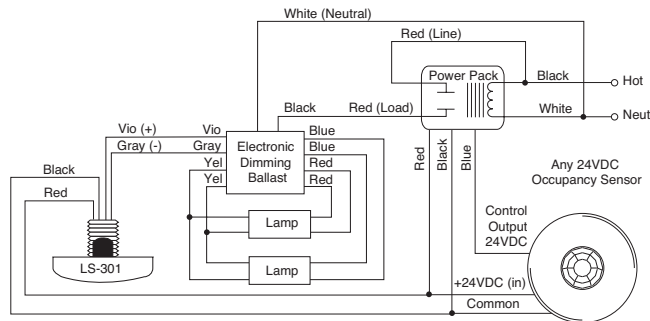 White (Neutral)
Red (Line)
Power Pack
Black
Hot
Black
Red (Load)
White
Neut
Vio (+)
Vio
Blue
Gray (-)
Gray
Electronic
Dimming
Ballast
Blue
Yel
Red
Yel
Red
Black
Red
Red
Black
Blue
Any 24VDC
Occupancy Sensor
Lamp
Control
Output
24VDC
LS-301
Lamp
+24VDC (in)
Common